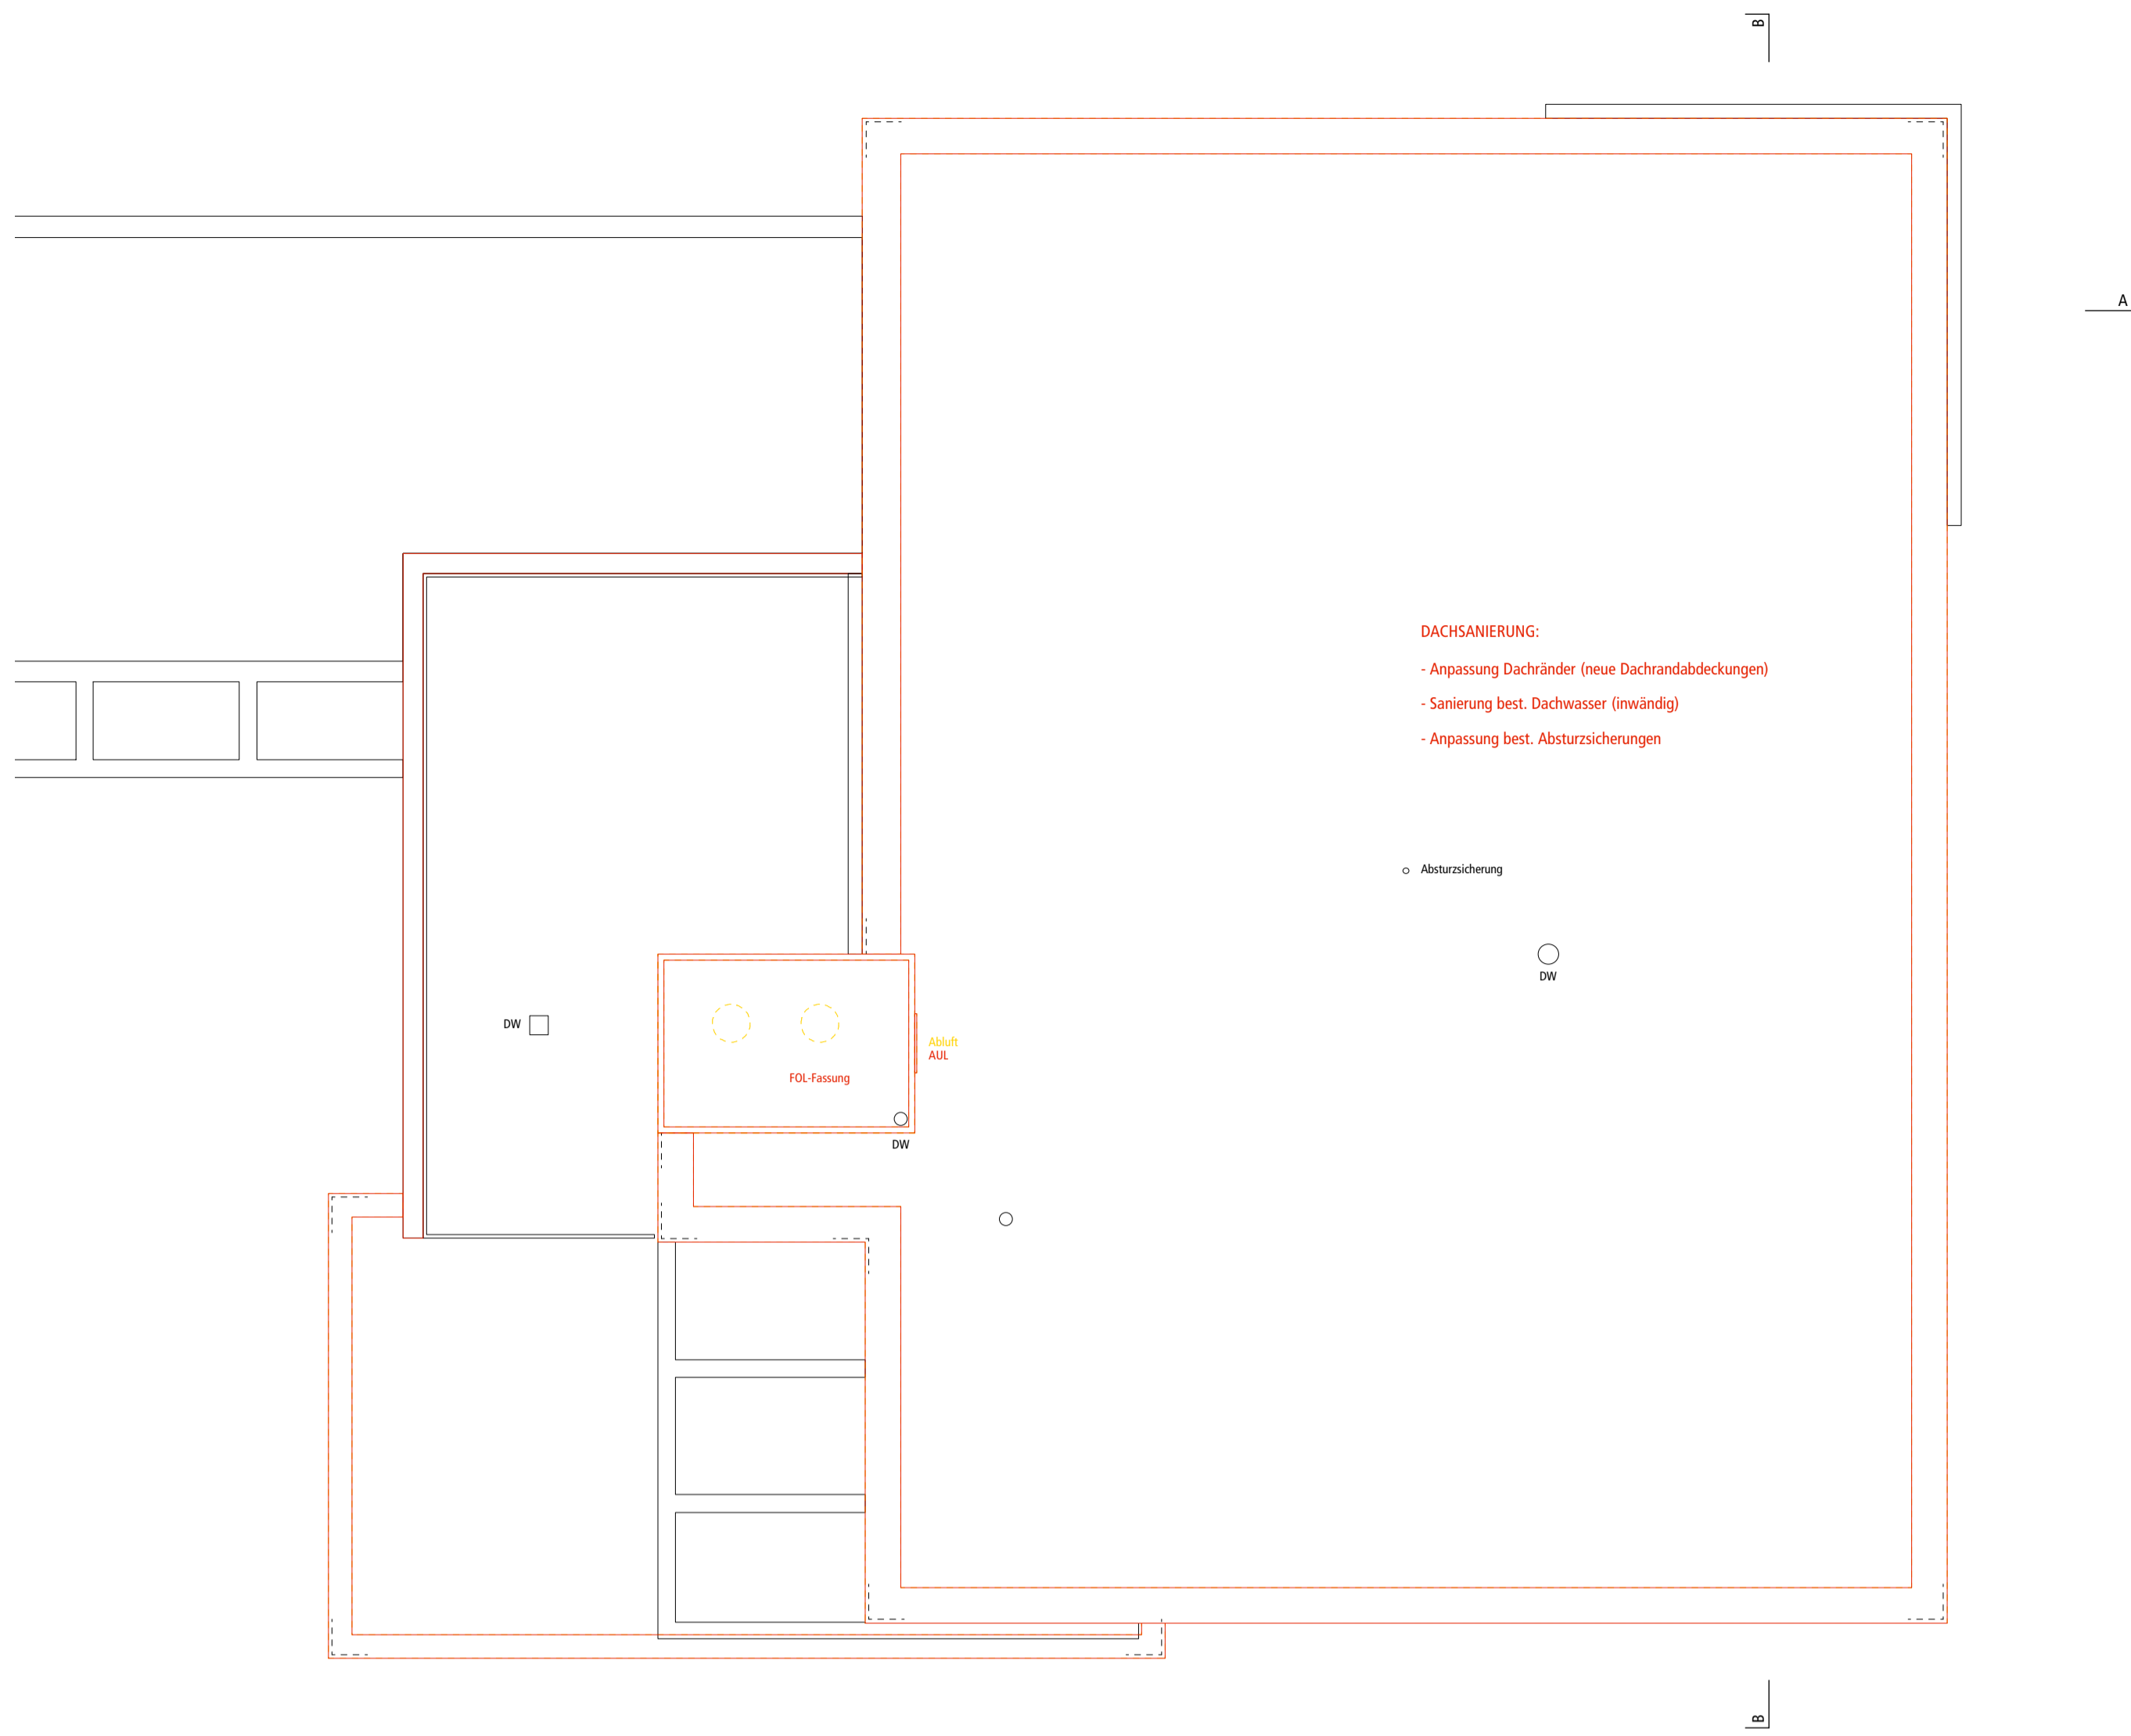 B
A
DACHSANIERUNG:
- Anpassung Dachränder (neue Dachrandabdeckungen)
- Sanierung best. Dachwasser (inwändig)
- Anpassung best. Absturzsicherungen
Absturzsicherung
DW
DW
Abluft
AUL
FOL-Fassung
DW
B